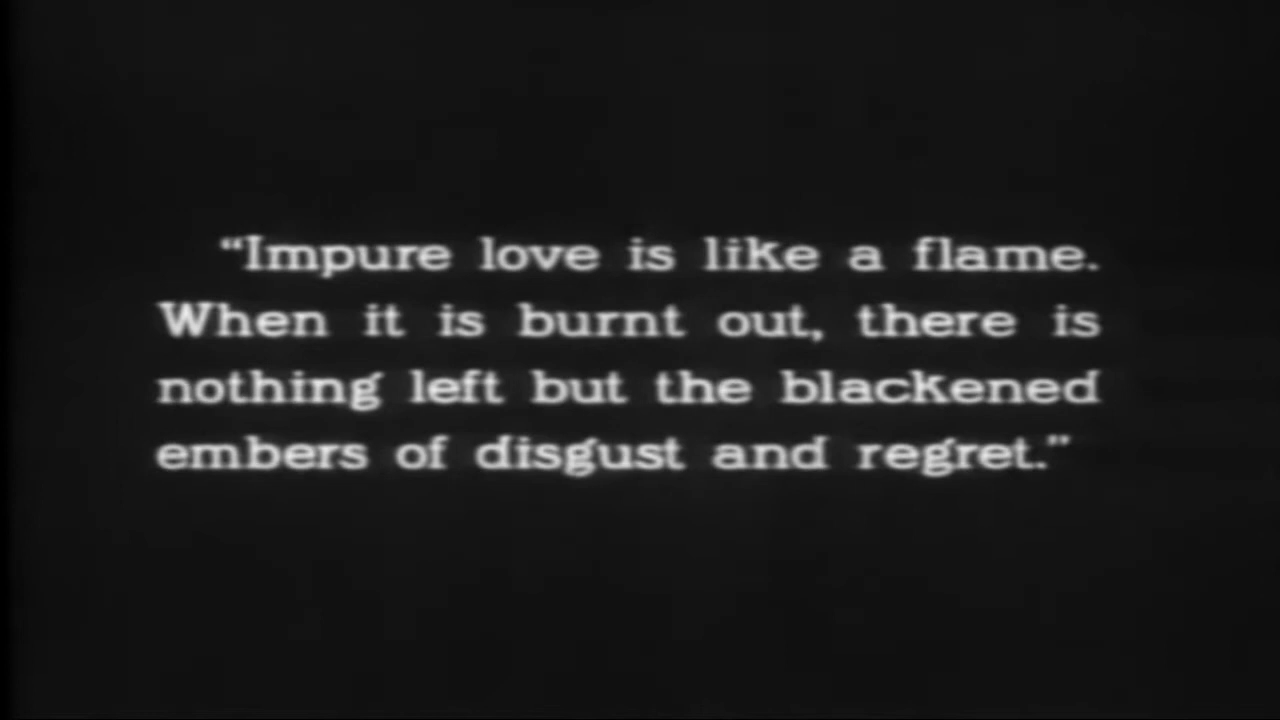 “Impure love is like a flame.
When it is burnt out, there is
nothing left but the blackened
embers of disgust and regret.”